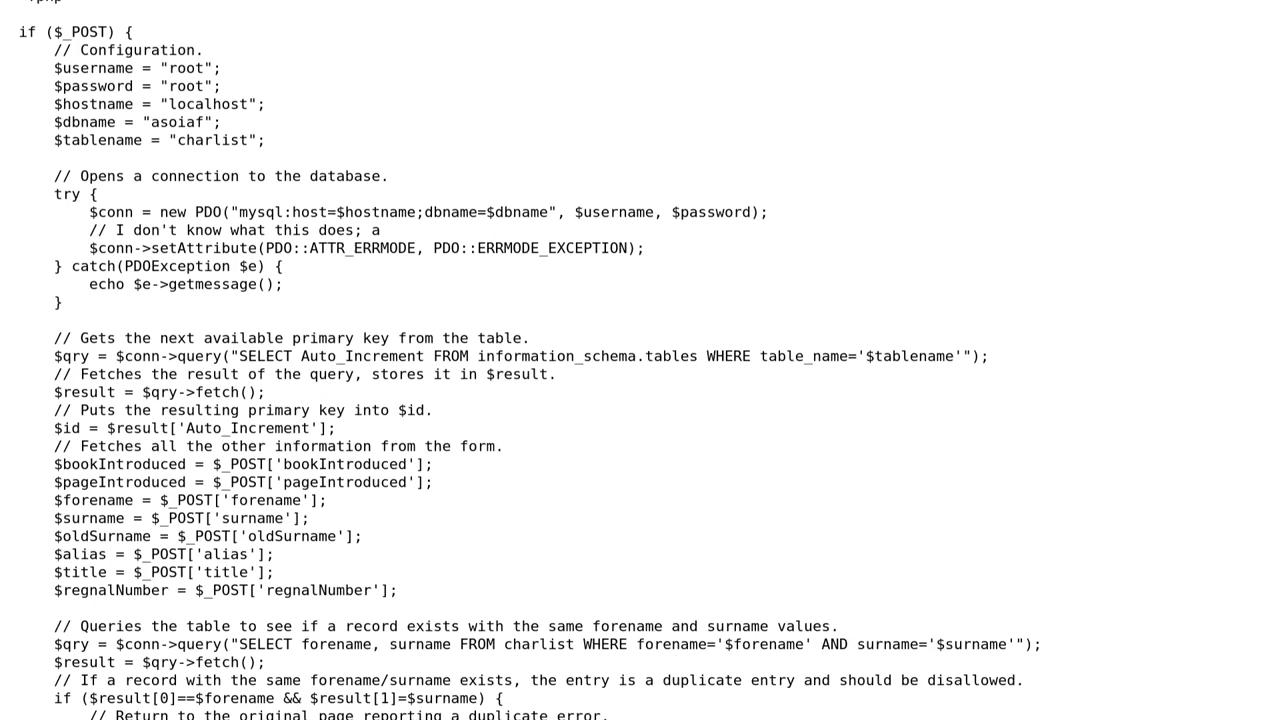 if ($_POST) {
    // Configuration.
    $username = "root";
    $password = "root";
    $hostname = "localhost";
    $dbname = "asoiaf";
    $tablename = "charlist";

    // Opens a connection to the database.
    try {
        $conn = new PDO("mysql:host=$hostname;dbname=$dbname", $username, $password);
        // I don't know what this does; a
        $conn->setAttribute(PDO::ATTR_ERRMODE, PDO::ERRMODE_EXCEPTION);
    } catch(PDOException $e) {
        echo $e->getmessage();
    }

    // Gets the next available primary key from the table.
    $qry = $conn->query("SELECT Auto_Increment FROM information_schema.tables WHERE table_name='$tablename'");
    // Fetches the result of the query, stores it in $result.
    $result = $qry->fetch();
    // Puts the resulting primary key into $id.
    $id = $result['Auto_Increment'];
    // Fetches all the other information from the form.
    $bookIntroduced = $_POST['bookIntroduced'];
    $pageIntroduced = $_POST['pageIntroduced'];
    $forename = $_POST['forename'];
    $surname = $_POST['surname'];
    $oldSurname = $_POST['oldSurname'];
    $alias = $_POST['alias'];
    $title = $_POST['title'];
    $regnalNumber = $_POST['regnalNumber'];

    // Queries the table to see if a record exists with the same forename and surname values.
    $qry = $conn->query("SELECT forename, surname FROM charlist WHERE forename='$forename' AND surname='$surname'");
    $result = $qry->fetch();
    // If a record with the same forename/surname exists, the entry is a duplicate entry and should be disallowed.
    if ($result[0]==$forename && $result[1]=$surname) {
        // Return to the original page reporting a duplicate error.